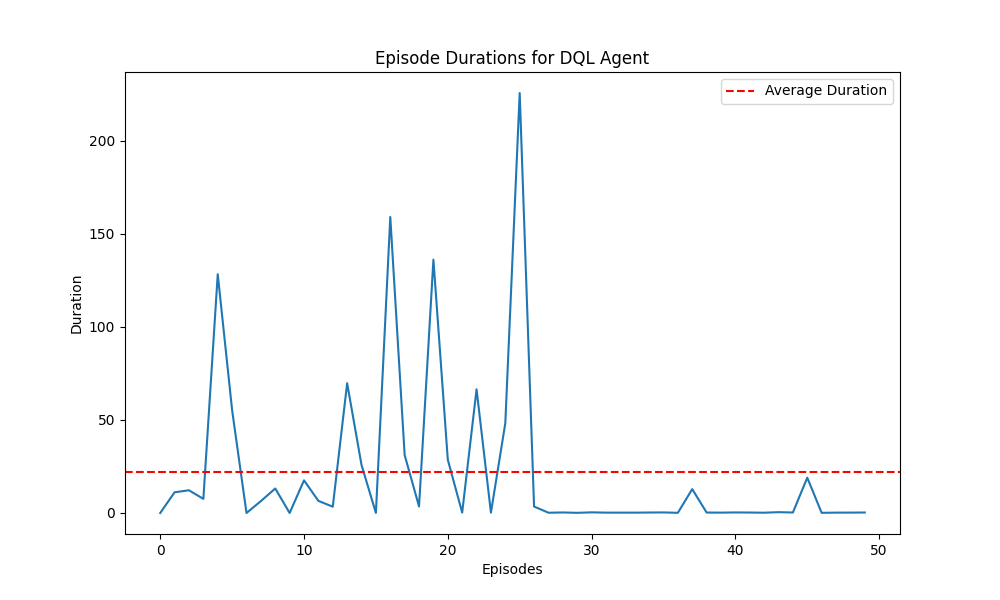 Episode Durations for DQL Agent
Average Duration
200
150
100
50
0
Duration
0 10 20 30 40 50
Episodes